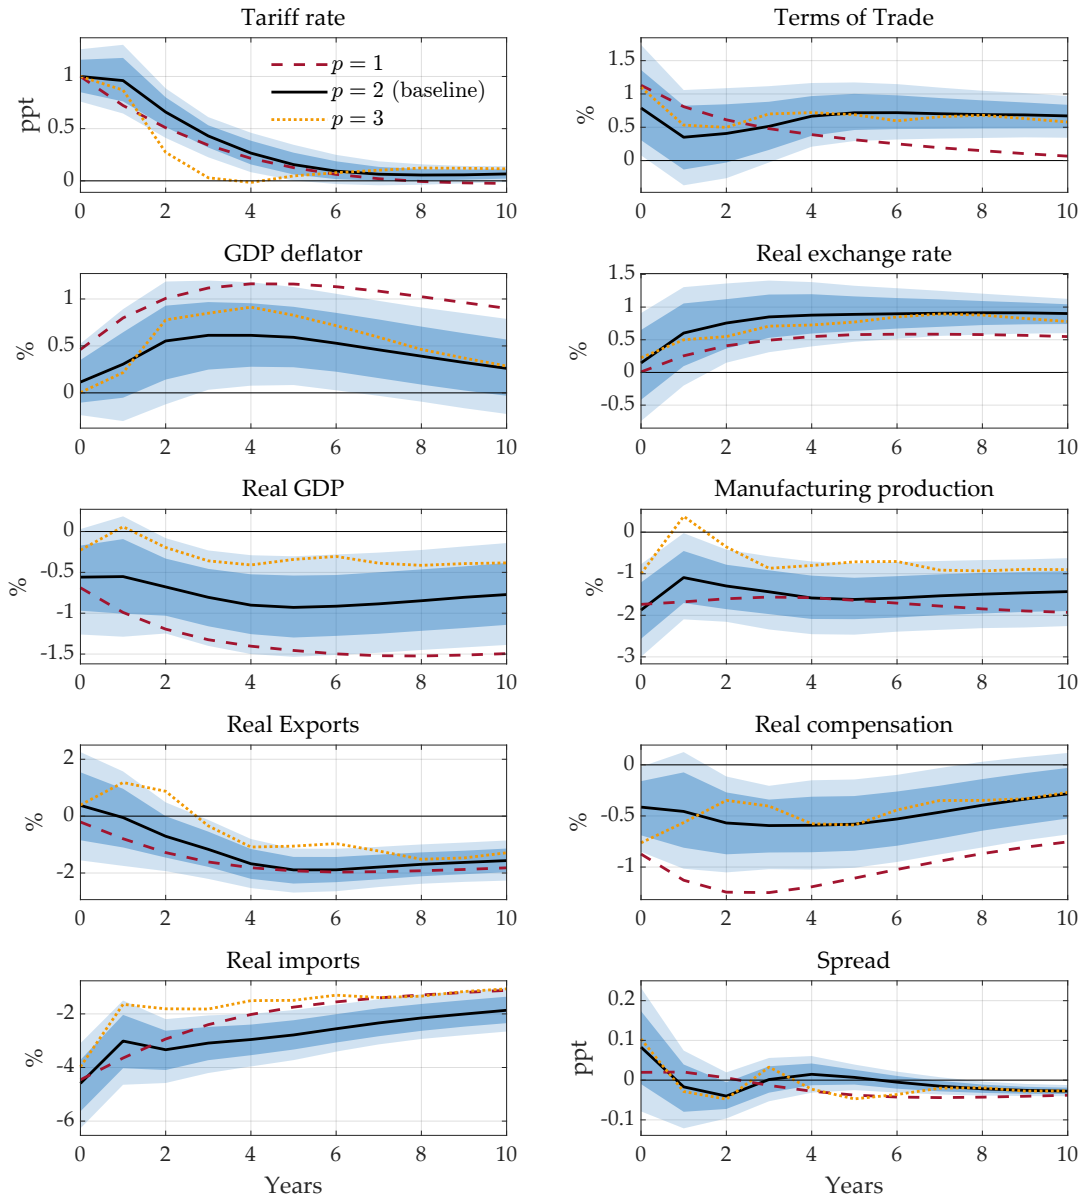 Tariff rate
ppt
1
0.5
0
p = 1
p = 2 (baseline)
p = 3
0 2 4 6 8 10
Terms of Trade
%
1.5
1
0.5
0
0 2 4 6 8 10
GDP deflator
%
1
0.5
0
0 2 4 6 8 10
Real exchange rate
%
1.5
1
0.5
0
-0.5
0 2 4 6 8 10
Real GDP
%
0
-0.5
-1
-1.5
0 2 4 6 8 10
Manufacturing production
%
0
-1
-2
-3
0 2 4 6 8 10
Real Exports
%
2
0
-2
0 2 4 6 8 10
Real compensation
%
0
-0.5
-1
0 2 4 6 8 10
Real imports
%
-2
-4
-6
0 2 4 6 8 10
Years
Spread
ppt
0.2
0.1
0
-0.1
0 2 4 6 8 10
Years